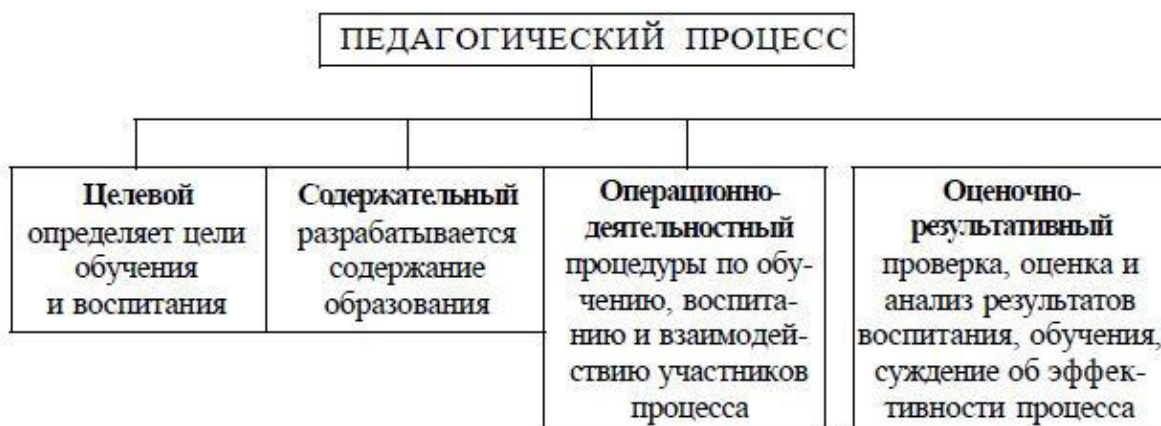 ПЕДАГОГИЧЕСКИЙ ПРОЦЕСС
Целевой
определяет цели
обучения
и воспитания
Содержательный
разрабатывается
содержание
образования
Операционно-
деятельностный
процедуры по обу-
чению, воспита-
нию и взаимодей-
ствию участников
процесса
Оценочно-
результативный
проверка, оценка и
анализ результатов
воспитания, обучения,
суждение об эффек-
тивности процесса